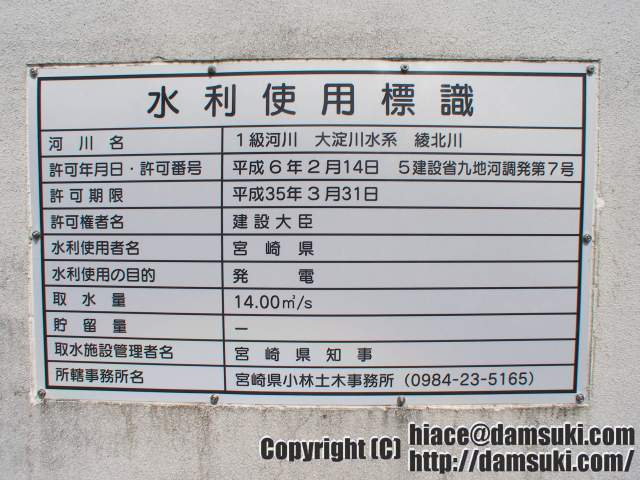 水利使用標識
河川名 1級河川 大淀川水系 綾北川
許可年月日・許可番号 平成6年2月14日 5建設省九地河調発第7号
許可期限 平成35年3月31日
許可権者名 建設大臣
水利使用者名 宮崎県
水利使用の目的 発電
取水量 14.00㎥/s
貯留量 −
取水施設管理者名 宮崎県知事
所轄事務所名 宮崎県小林土木事務所(0984-23-5165)
Copyright (C) hiace@damsuki.com
http://damsuki.com/